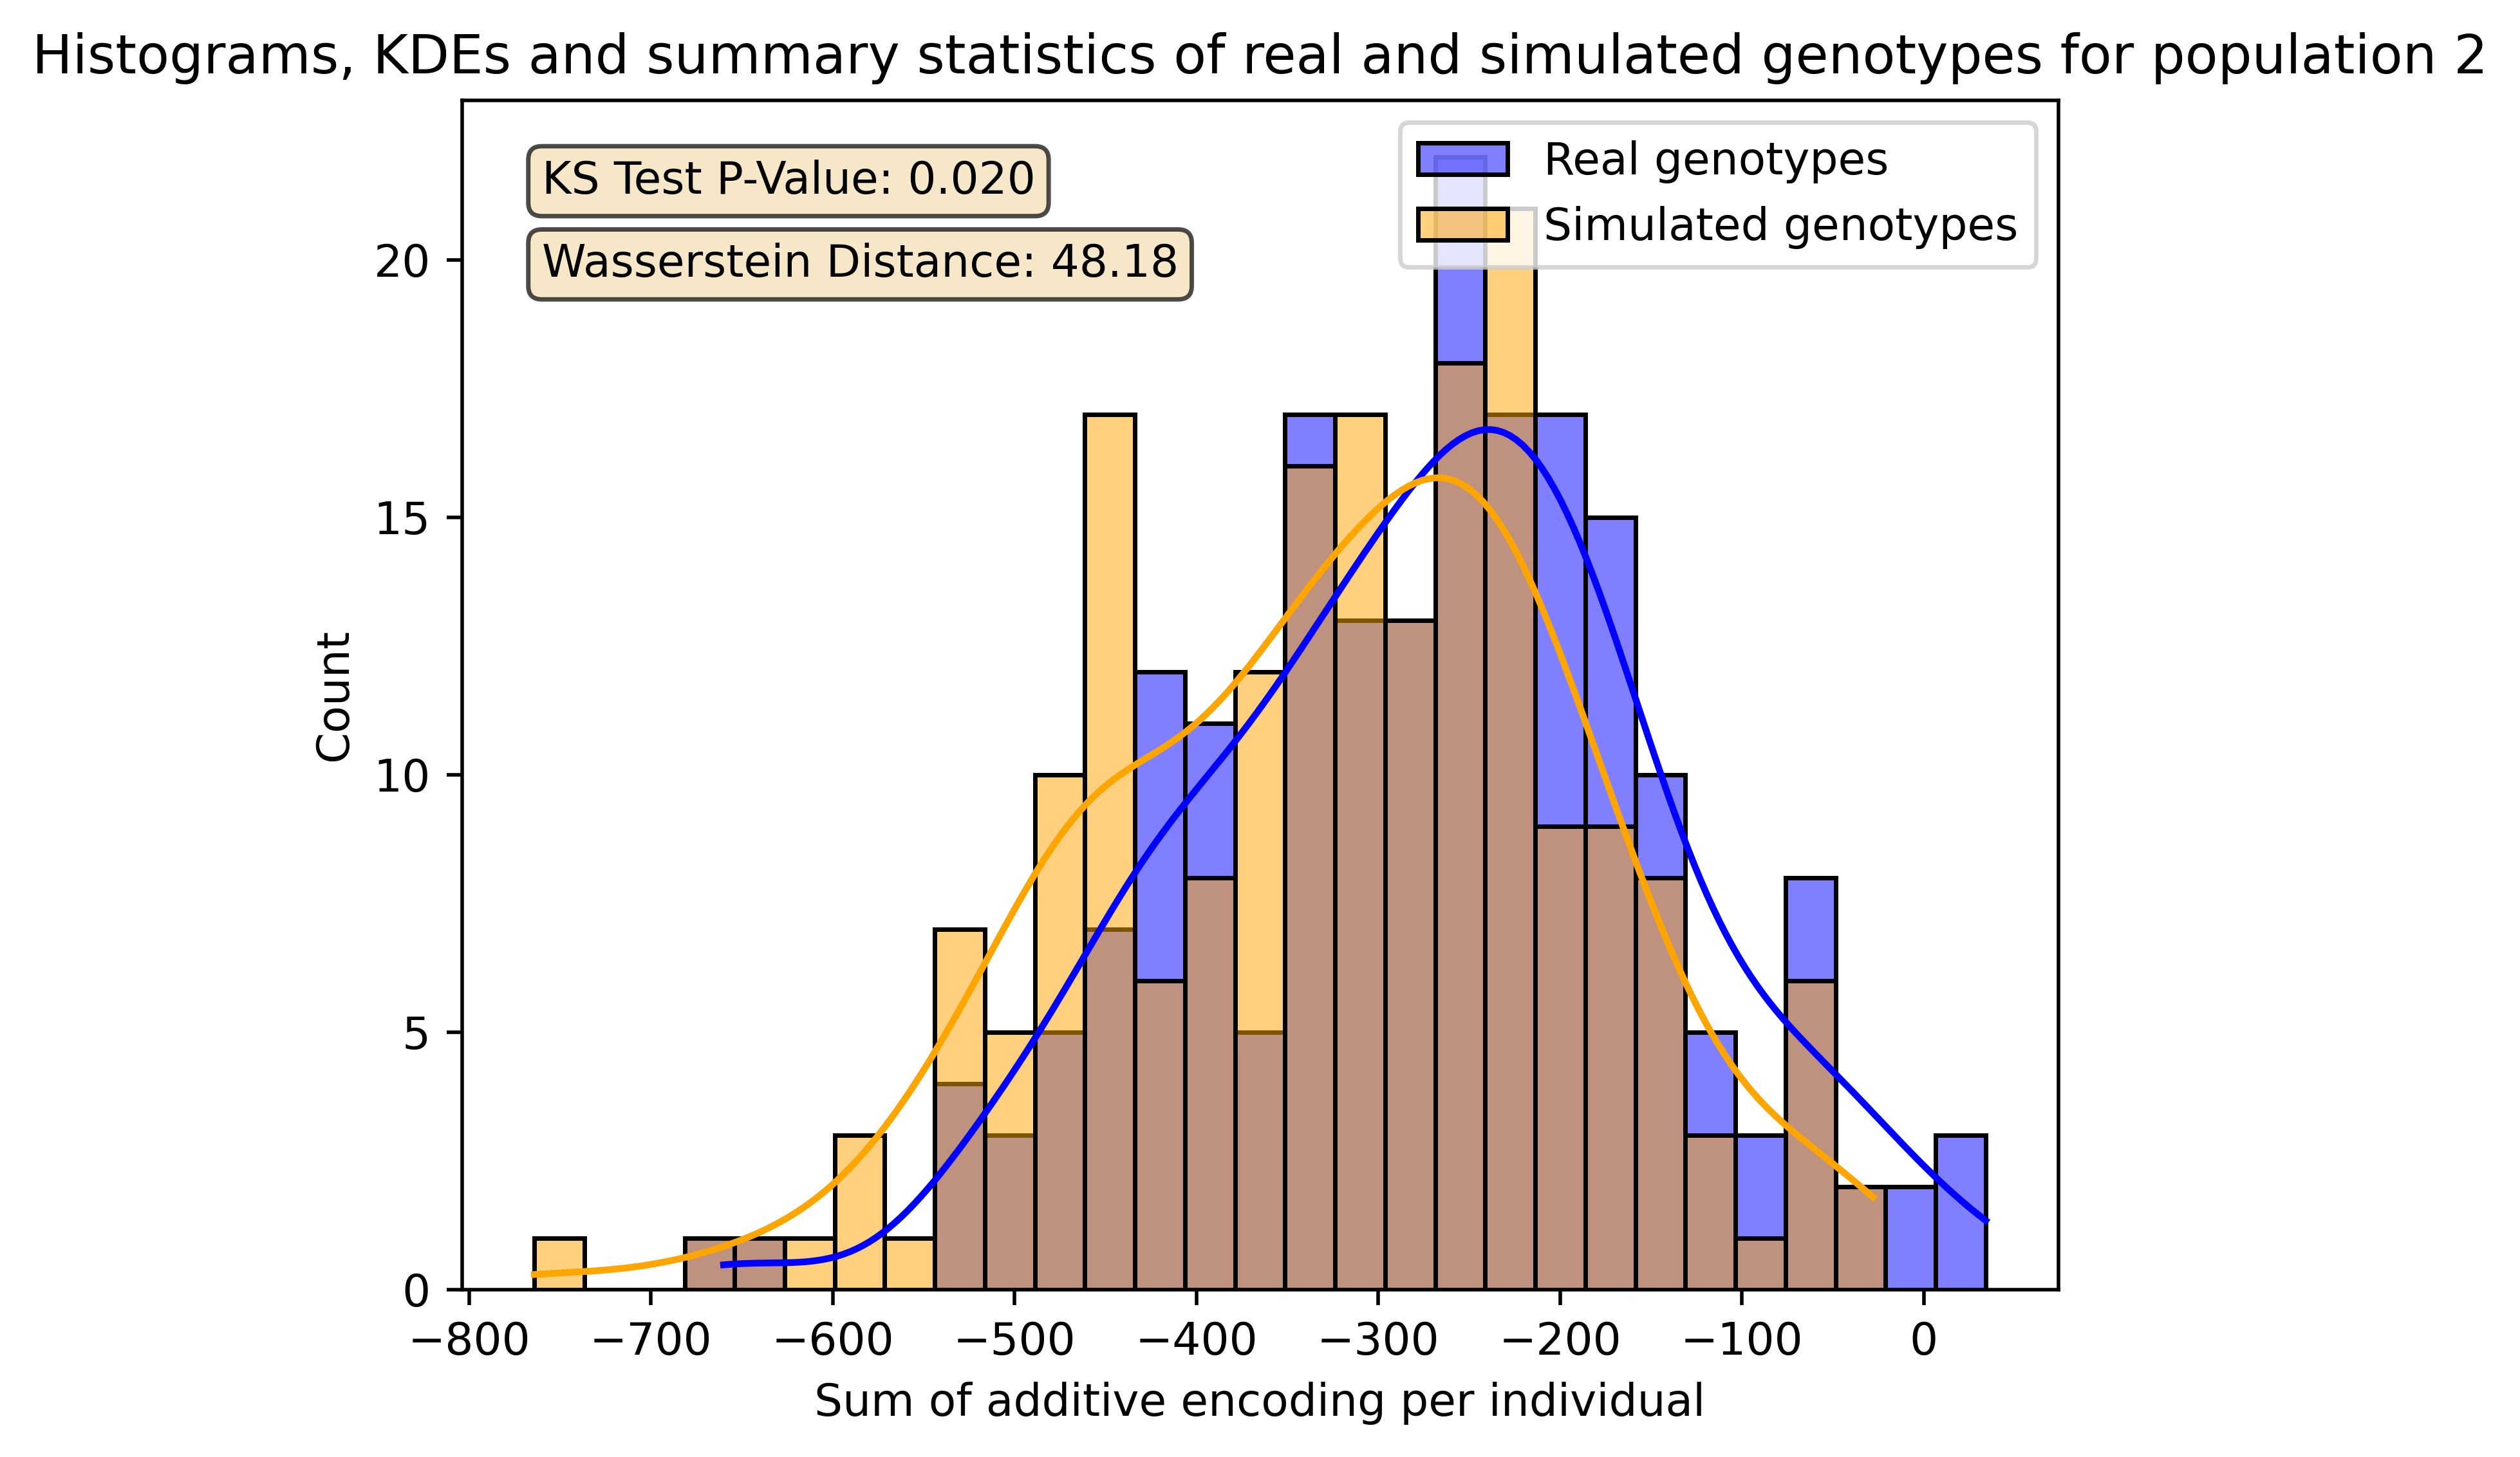 Histograms, KDEs and summary statistics of real and simulated genotypes for population 2
KS Test P-Value: 0.020
Wasserstein Distance: 48.18
Real genotypes
Simulated genotypes
20
15
10
5
0
Count
−800 −700 −600 −500 −400 −300 −200 −100 0
Sum of additive encoding per individual